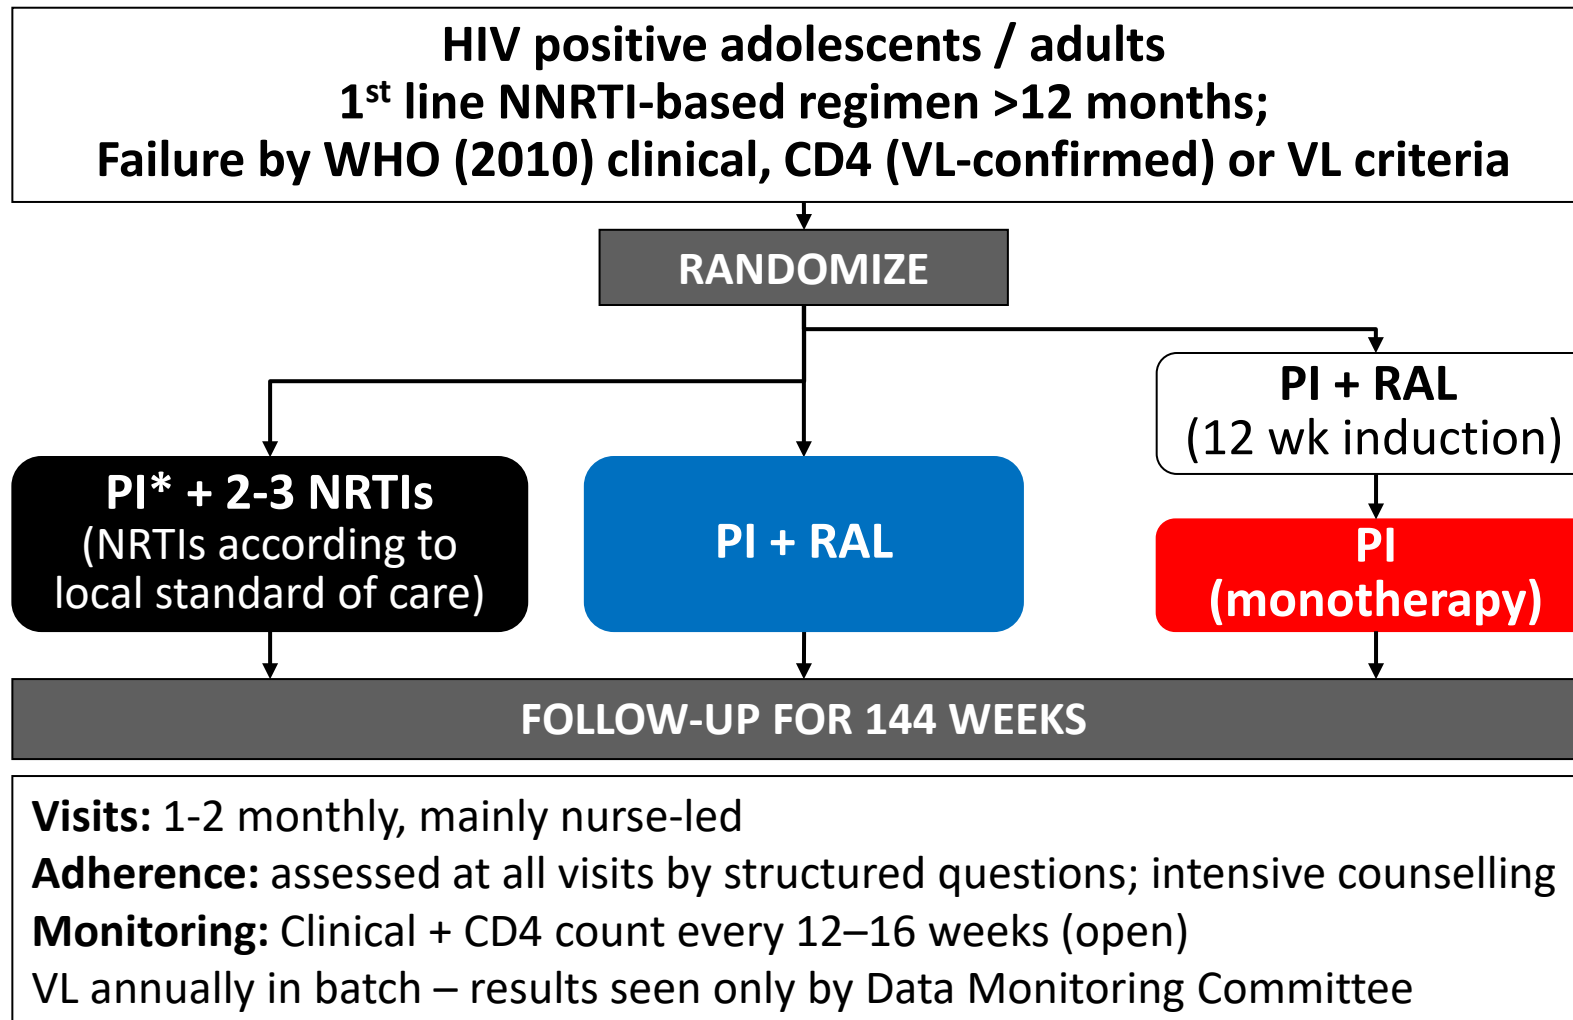 HIV positive adolescents / adults
1st line NNRTI-based regimen >12 months;
Failure by WHO (2010) clinical, CD4 (VL-confirmed) or VL criteria
RANDOMIZE
PI + RAL
(12 wk induction)
PI* + 2-3 NRTIs
(NRTIs according to
local standard of care)
PI + RAL
PI
(monotherapy)
FOLLOW-UP FOR 144 WEEKS
Visits: 1-2 monthly, mainly nurse-led
Adherence: assessed at all visits by structured questions; intensive counselling
Monitoring: Clinical + CD4 count every 12–16 weeks (open)
VL annually in batch – results seen only by Data Monitoring Committee